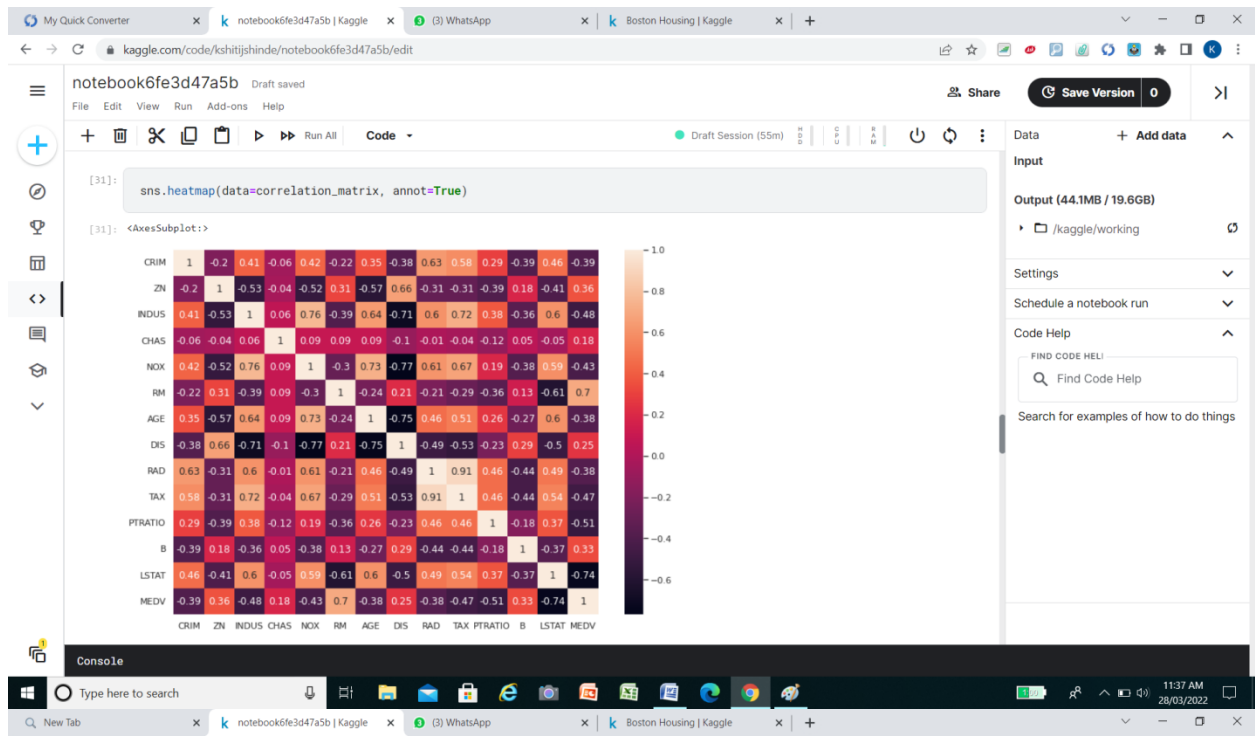 My Quick Converter × notebook6fe3d47a5b | Kaggle × (3) WhatsApp × Boston Housing | Kaggle × +
kaggle.com/code/kshitijshinde/notebook6fe3d47a5b/edit K
notebook6fe3d47a5b Draft saved
File Edit View Run Add-ons Help
Share Save Version 0
Run All Code Draft Session (55m) HDD CPU RAM
Data + Add data
Input
Output (44.1MB / 19.6GB)
/kaggle/working
Settings
Schedule a notebook run
Code Help
FIND CODE HEL
Find Code Help
Search for examples of how to do things
[31]: sns.heatmap(data=correlation_matrix, annot=True)
[31]: <AxesSubplot:>
CRIM 1 -0.2 0.41 -0.06 0.42 -0.22 0.35 -0.38 0.63 0.58 0.29 -0.39 0.46 -0.39
ZN -0.2 1 -0.53 -0.04 -0.52 0.31 -0.57 0.66 -0.31 -0.31 -0.39 0.18 -0.41 0.36
INDUS 0.41 -0.53 1 0.06 0.76 -0.39 0.64 -0.71 0.6 0.72 0.38 -0.36 0.6 -0.48
CHAS -0.06 -0.04 0.06 1 0.09 0.09 0.09 -0.1 -0.01 -0.04 -0.12 0.05 -0.05 0.18
NOX 0.42 -0.52 0.76 0.09 1 -0.3 0.73 -0.77 0.61 0.67 0.19 -0.38 0.59 -0.43
RM -0.22 0.31 -0.39 0.09 -0.3 1 -0.24 0.21 -0.21 -0.29 -0.36 0.13 -0.61 0.7
AGE 0.35 -0.57 0.64 0.09 0.73 -0.24 1 -0.75 0.46 0.51 0.26 -0.27 0.6 -0.38
DIS -0.38 0.66 -0.71 -0.1 -0.77 0.21 -0.75 1 -0.49 -0.53 -0.23 0.29 -0.5 0.25
RAD 0.63 -0.31 0.6 -0.01 0.61 -0.21 0.46 -0.49 1 0.91 0.46 -0.44 0.49 -0.38
TAX 0.58 -0.31 0.72 -0.04 0.67 -0.29 0.51 -0.53 0.91 1 0.46 -0.44 0.54 -0.47
PTRATIO 0.29 -0.39 0.38 -0.12 0.19 -0.36 0.26 -0.23 0.46 0.46 1 -0.18 0.37 -0.51
B -0.39 0.18 -0.36 0.05 -0.38 0.13 -0.27 0.29 -0.44 -0.44 -0.18 1 -0.37 0.33
LSTAT 0.46 -0.41 0.6 -0.05 0.59 -0.61 0.6 -0.5 0.49 0.54 0.37 -0.37 1 -0.74
MEDV -0.39 0.36 -0.48 0.18 -0.43 0.7 -0.38 0.25 -0.38 -0.47 -0.51 0.33 -0.74 1
CRIM ZN INDUS CHAS NOX RM AGE DIS RAD TAX PTRATIO B LSTAT MEDV
1.0
0.8
0.6
0.4
0.2
0.0
-0.2
-0.4
-0.6
1
Console
Type here to search
11:37 AM
28/03/2022
New Tab × notebook6fe3d47a5b | Kaggle × (3) WhatsApp × Boston Housing | Kaggle × +